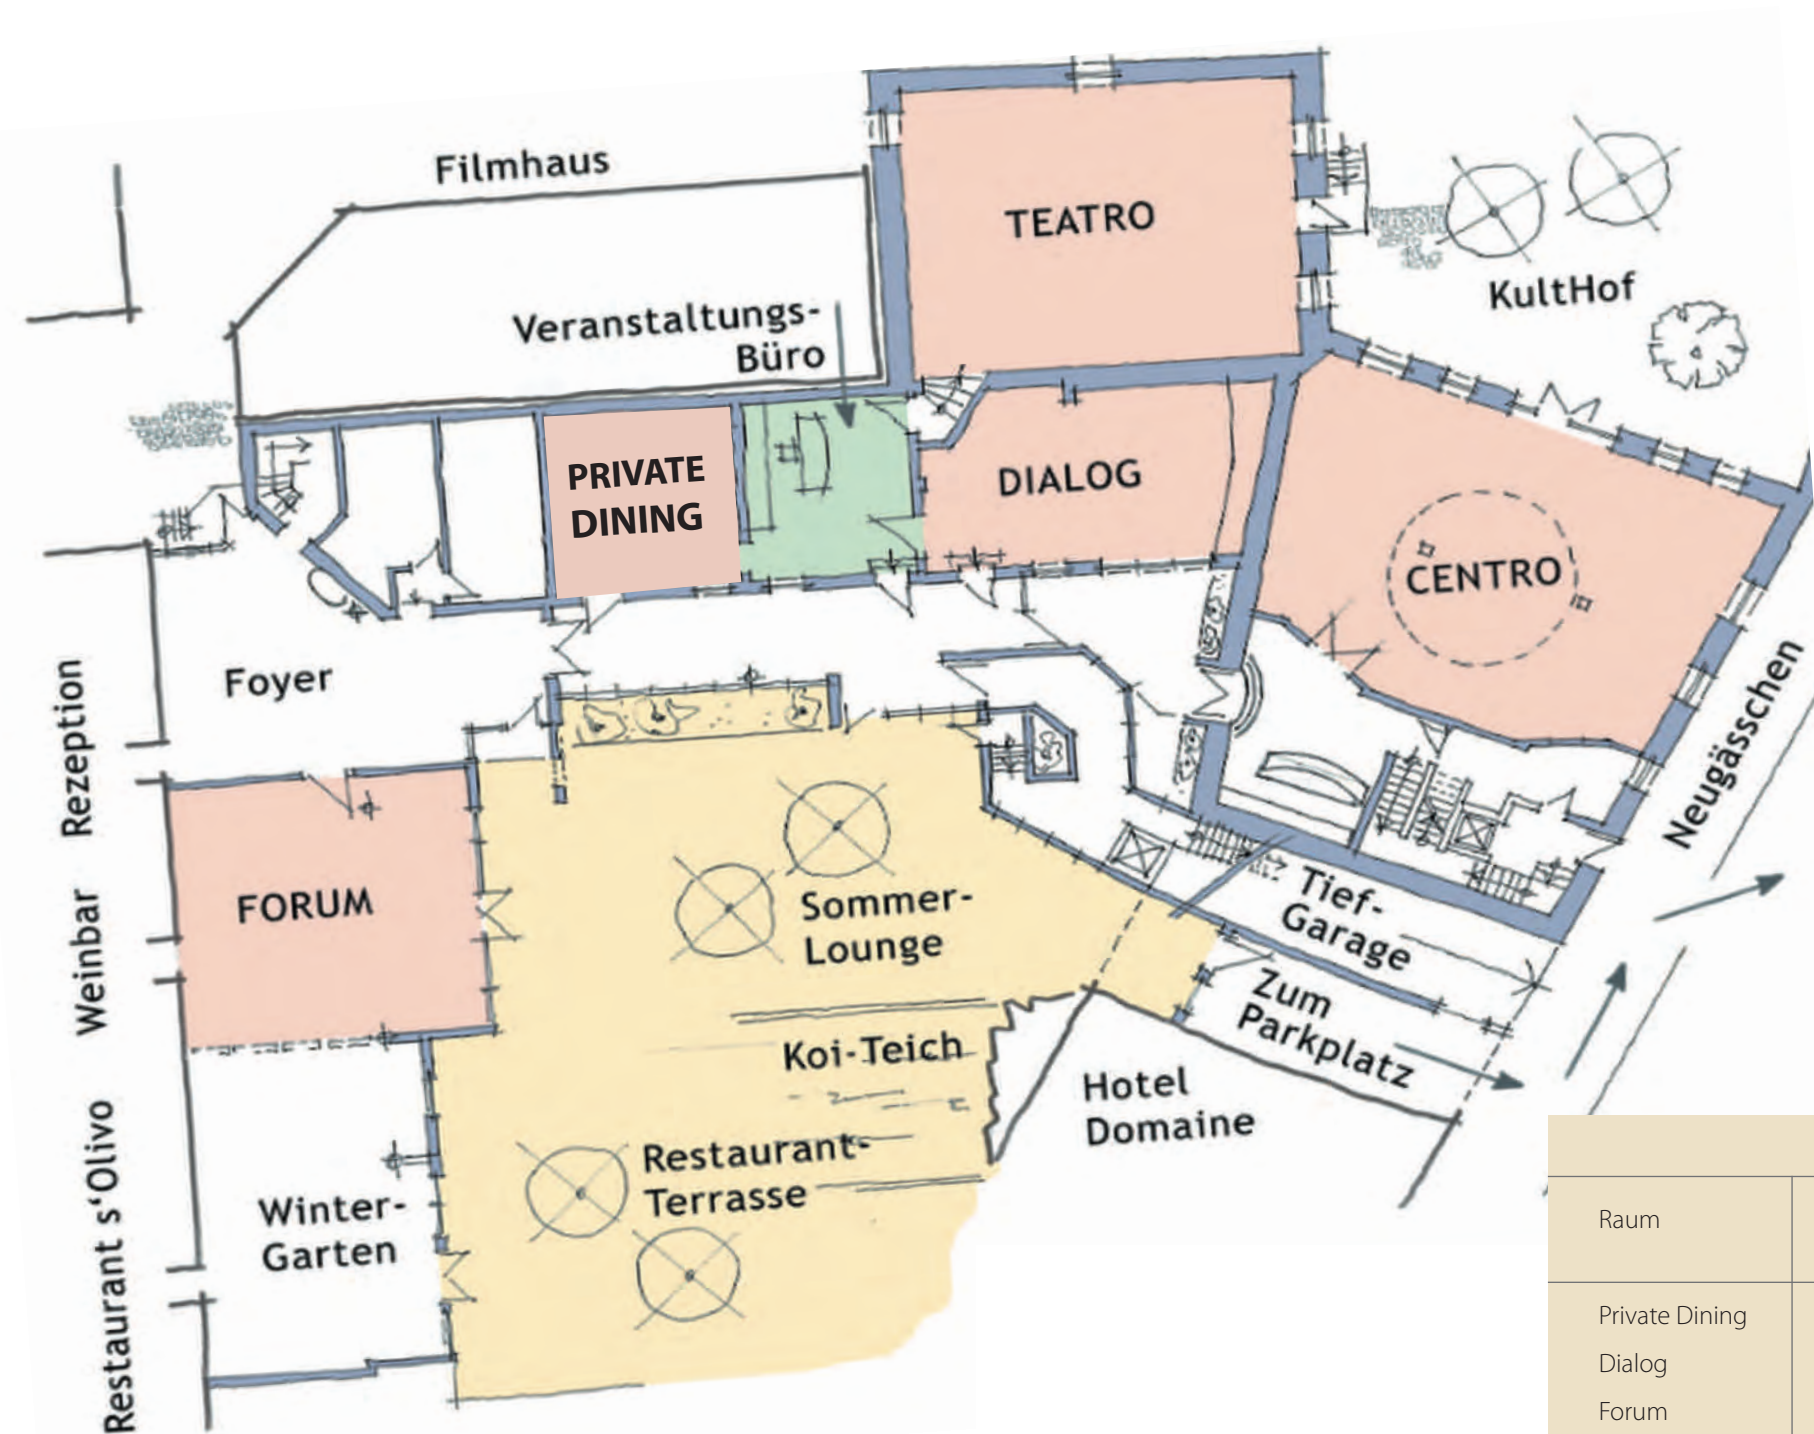 Filmhaus
TEATRO
KultHof
Veranstaltungs-
Büro
PRIVATE
DINING
DIALOG
CENTRO
Foyer
Rezeption
Neugässchen
FORUM
Weinbar
Sommer-
Lounge
Tief-
Garage
Zum
Parkplatz
Koi-Teich
Hotel
Domaine
Restaurant-
Terrasse
Winter-
Garten
Restaurant s‘Olivo
Raum
Private Dining
Dialog
Forum